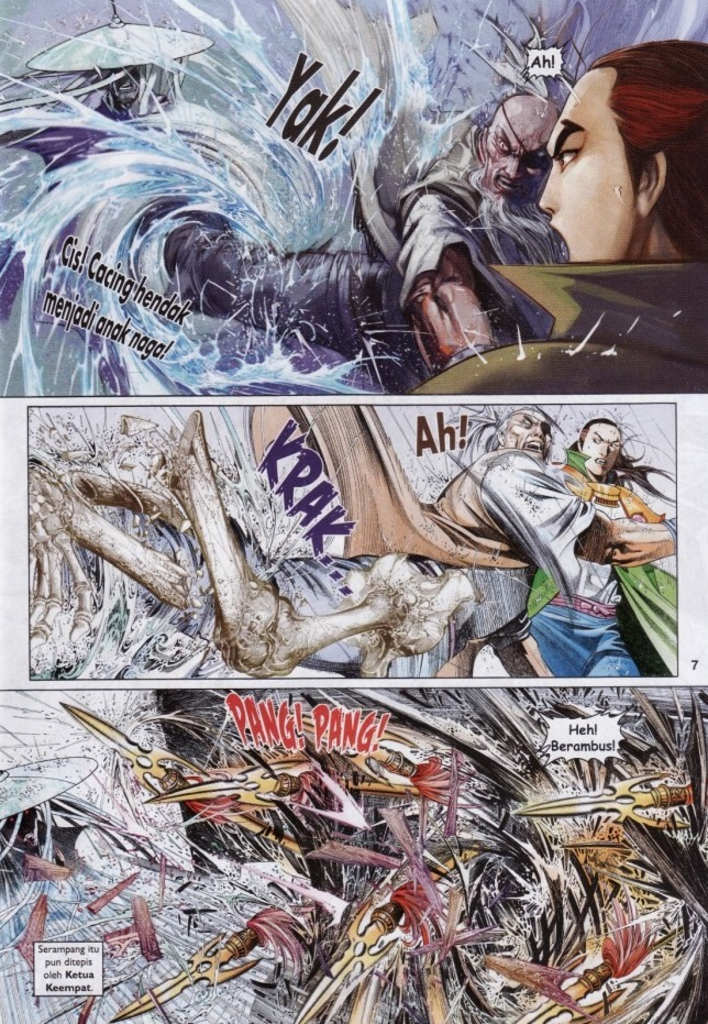 Ah!
Yak!
Cis! Cacing hendak
menjadi anak naga!
Ah!
KRAK...
7
PANG! PANG!
Heh!
Berambus!
Serampang itu
pun ditepis
oleh Ketua
Keempat.